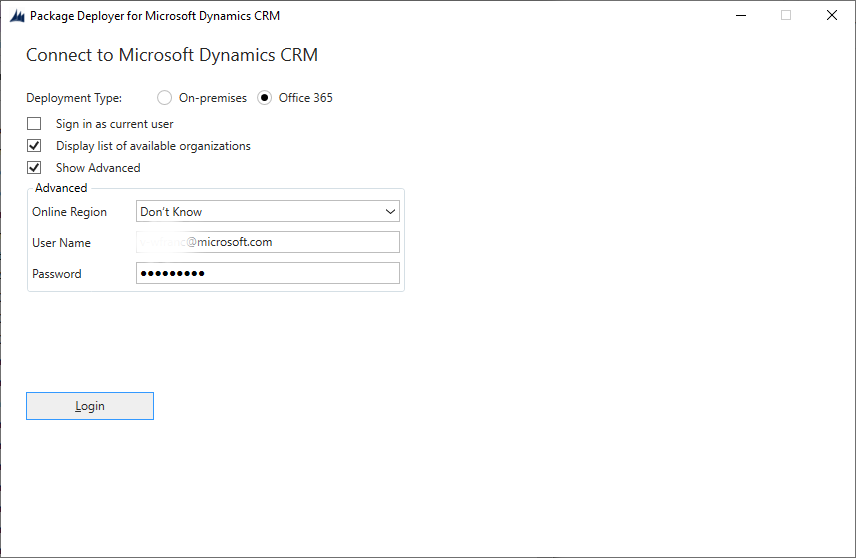 Package Deployer for Microsoft Dynamics CRM
Connect to Microsoft Dynamics CRM
Deployment Type: On-premises Office 365
Sign in as current user
Display list of available organizations
Show Advanced
Advanced
Online Region Don't Know
User Name @microsoft.com
Password •••••••••
Login